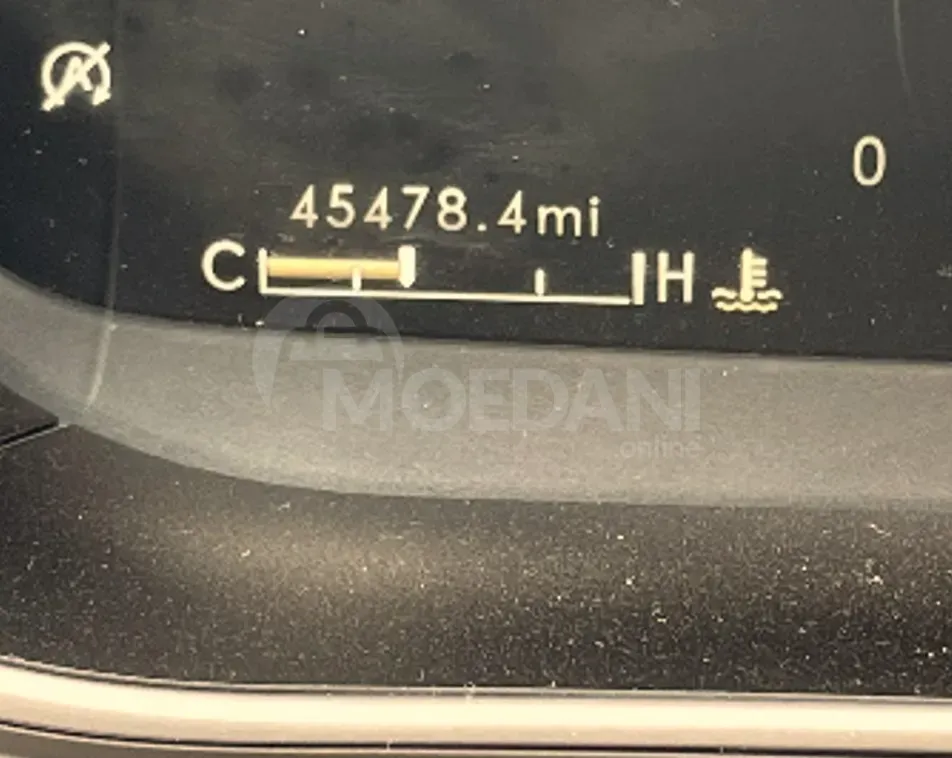 0
45478.4mi
C H
MOEDANI
.online